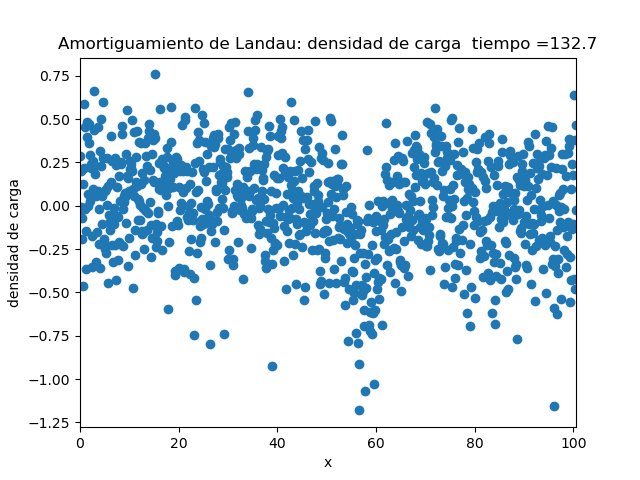 Amortiguamiento de Landau: densidad de carga  tiempo =132.7
densidad de carga
0.75
0.50
0.25
0.00
−0.25
−0.50
−0.75
−1.00
−1.25
0 20 40 60 80 100
x